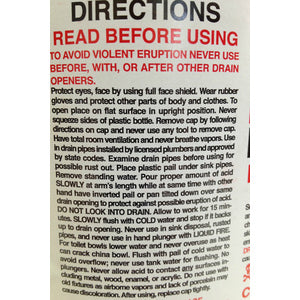 DIRECTIONS
READ BEFORE USING
TO AVOID VIOLENT ERUPTION NEVER USE
BEFORE, WITH, OR AFTER OTHER DRAIN
OPENERS.
Protect eyes, face by using full face shield. Wear rubber
gloves and protect other parts of body and clothes. To
open place on flat surface in upright position. Never
squeeze sides of plastic bottle. Remove cap by following
directions on cap and never use any tool to remove cap.
Have total room ventilation and never breathe vapors. Use
in drain pipes installed by licensed plumbers and approved
by state codes. Examine drain pipes before using for
possible rust out. Place plastic pail under sink pipes.
Remove standing water. Pour proper amount of acid
SLOWLY at arm's length while at same time with other
hand have inverted pail or pan tilted down over same
drain opening to protect against possible eruption of acid.
DO NOT LOOK INTO DRAIN. Allow to work for 15 min-
utes. SLOWLY flush with COLD water and stop if it backs
up to drain opening. Never use in sink disposal, rusted
pipes, and never use in hand plunger with LIQUID FIRE.
For toilet bowls lower water and never overuse as heat
can crack china bowl. Flush with pail of cold water to
avoid overflow; never use tank water for flushing. No
plungers. Never allow acid to contact any surfaces in-
cluding metal, wood, enamel, or acrylic. Do not use with
old fixtures as airborne vapors and lack of porcelain may
cause discoloration. After using, replace cap tightly.